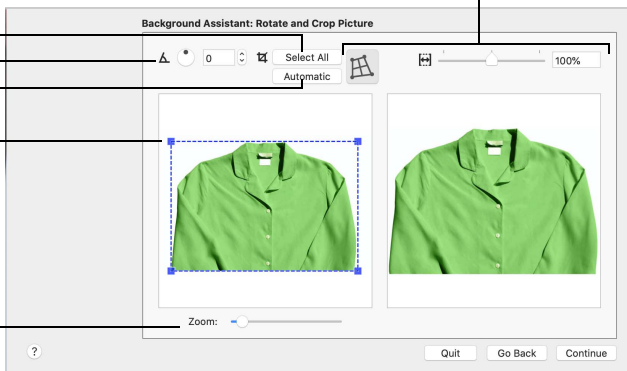 Background Assistant: Rotate and Crop Picture
0
Select All
100%
Automatic
Zoom:
?
Quit
Go Back
Continue